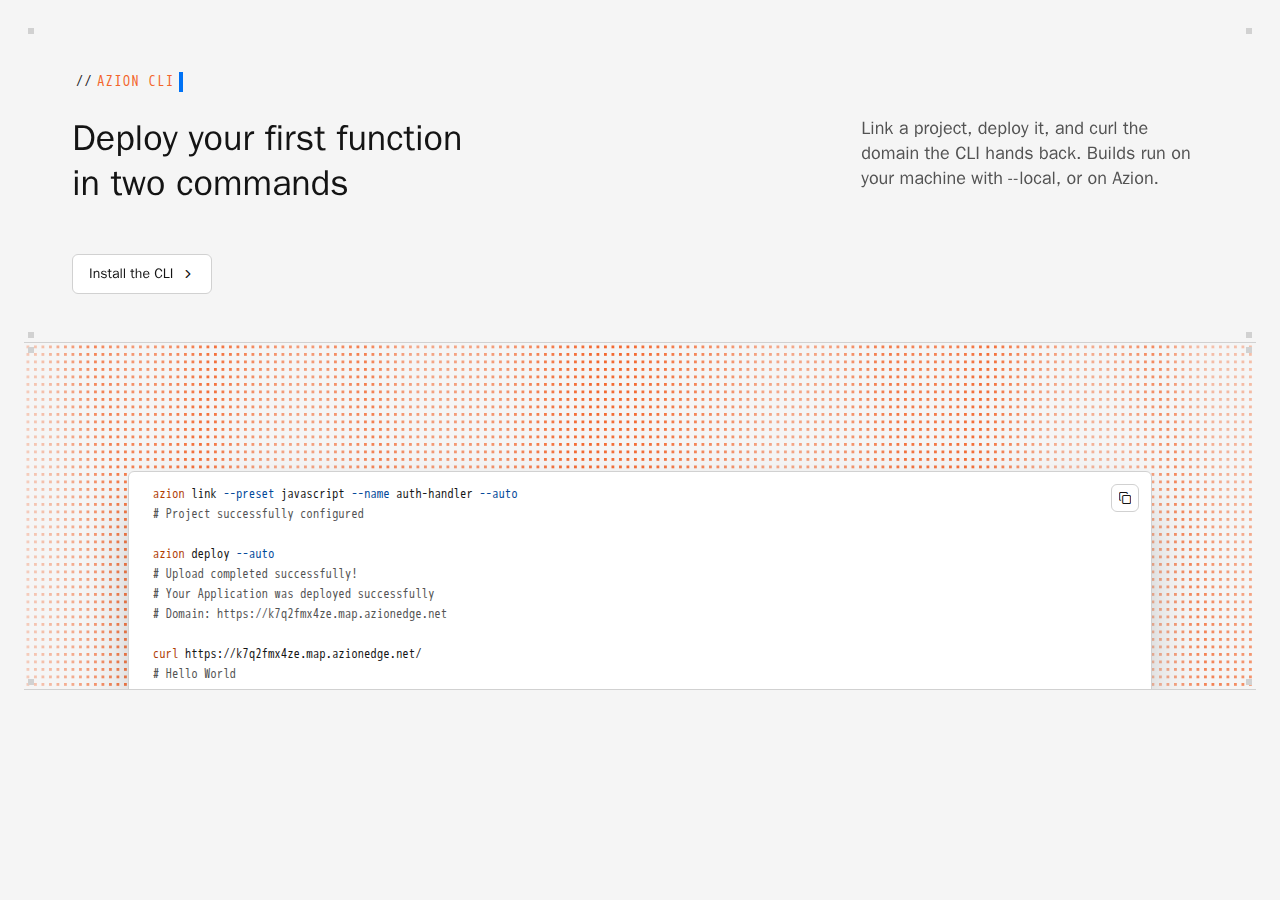 // AZION CLI
Deploy your first function
in two commands
Link a project, deploy it, and curl the
domain the CLI hands back. Builds run on
your machine with --local, or on Azion.
Install the CLI
azion link --preset javascript --name auth-handler --auto
# Project successfully configured
azion deploy --auto
# Upload completed successfully!
# Your Application was deployed successfully
# Domain: https://k7q2fmx4ze.map.azionedge.net
curl https://k7q2fmx4ze.map.azionedge.net/
# Hello World